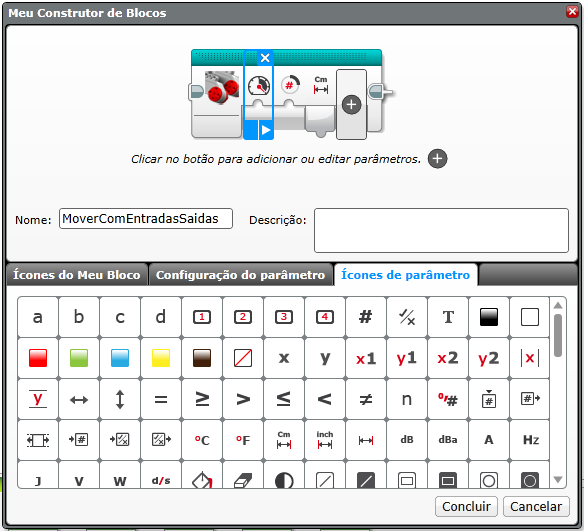 Meu Construtor de Blocos
# Cm
Clicar no botão para adicionar ou editar parâmetros.
Nome: MoverComEntradasSaidas Descrição:
Ícones do Meu Bloco Configuração do parâmetro Ícones de parâmetro
a b c d 1 2 3 4 # T
x y x1 y1 x2 y2 x
y = ≥ > ≤ < ≠ n °/# # #
# °C °F Cm inch dB dBa A Hz
J V W d/s
Concluir Cancelar